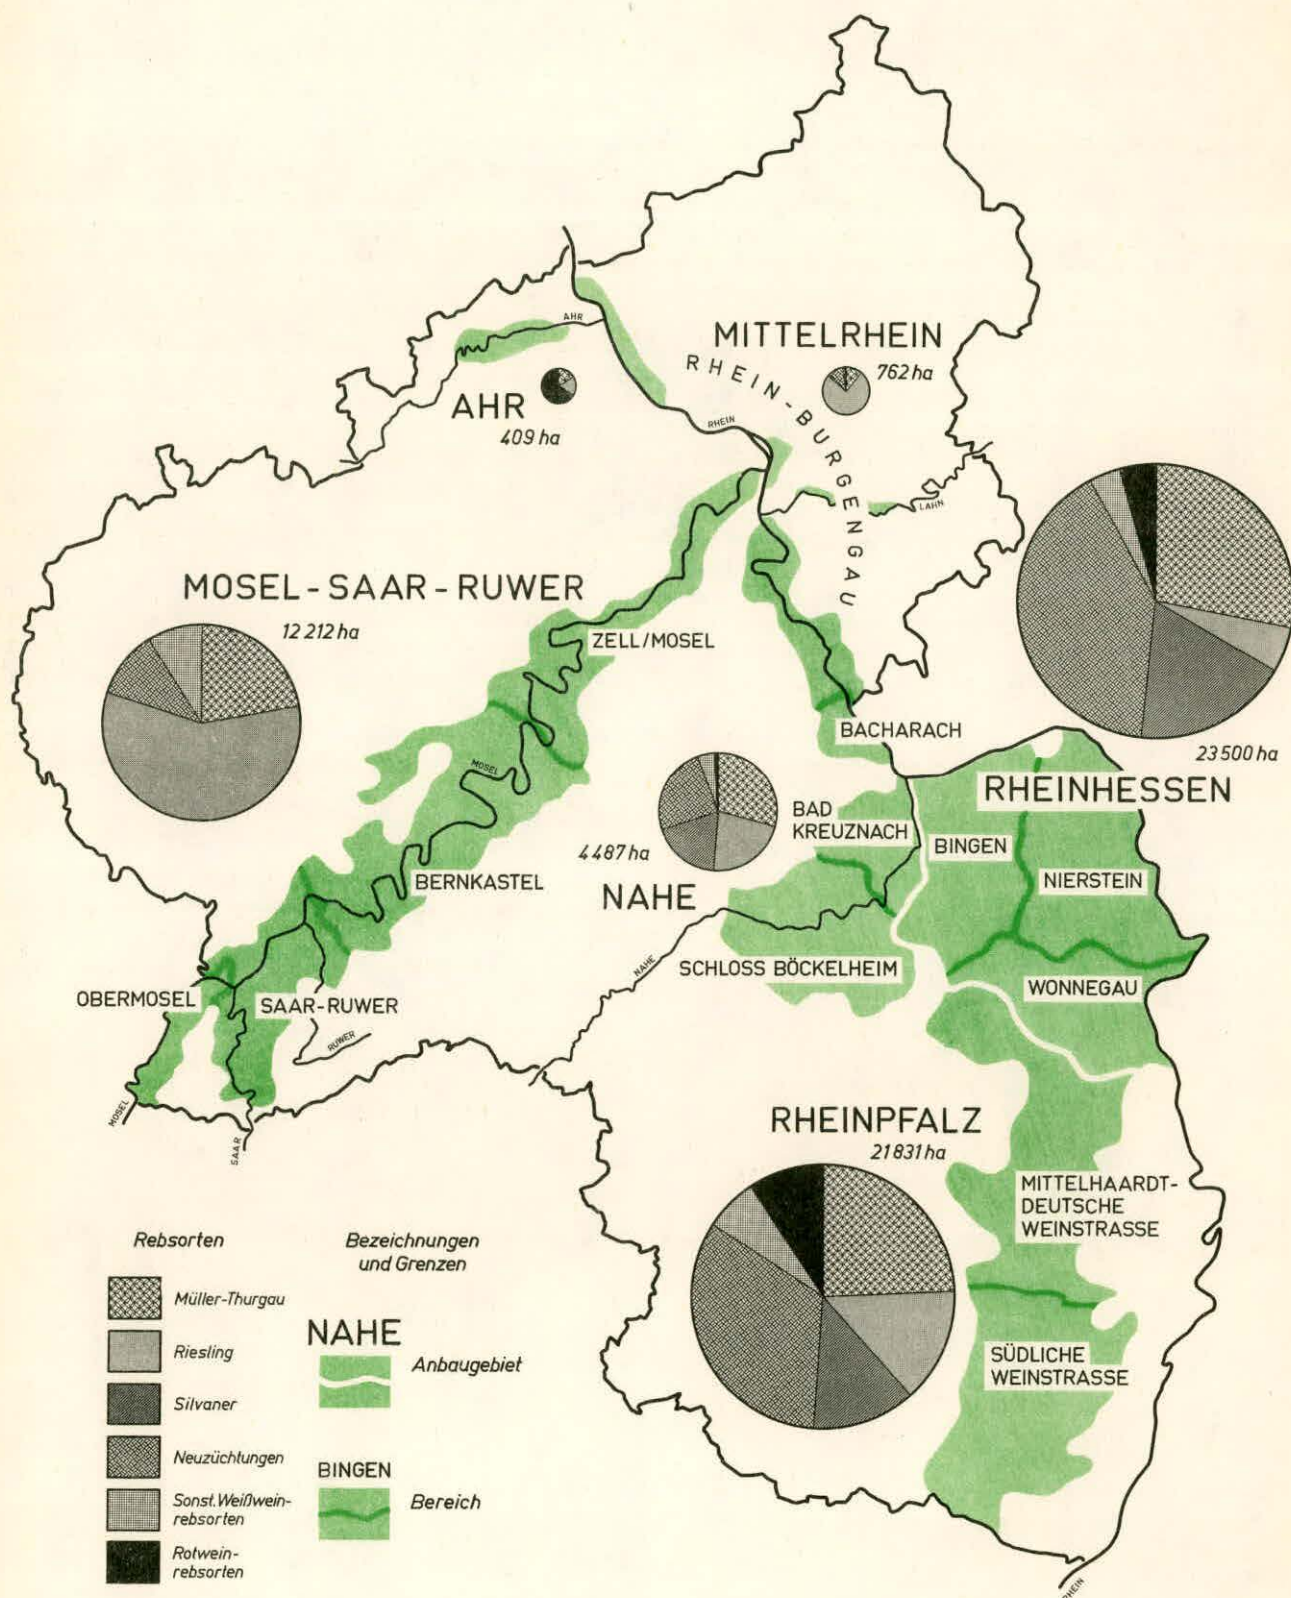 MITTELRHEIN
762 ha
RHEIN-BURGENGAU
AHR
AHR
409 ha
RHEIN
LAHN
MOSEL-SAAR-RUWER
12 212 ha
ZELL/MOSEL
BACHARACH
23 500 ha
RHEINHESSEN
MOSEL
BAD
KREUZNACH
BINGEN
4 487 ha
NAHE
BERNKASTEL
NIERSTEIN
NAHE
SCHLOSS BÖCKELHEIM
WONNEGAU
OBERMOSEL
SAAR-RUWER
RUWER
MOSEL
SAAR
RHEINPFALZ
21 831 ha
MITTELHAARDT-
DEUTSCHE
WEINSTRASSE
SÜDLICHE
WEINSTRASSE
RHEIN
Rebsorten
Müller-Thurgau
Riesling
Silvaner
Neuzüchtungen
Sonst. Weißwein-
rebsorten
Rotwein-
rebsorten
Bezeichnungen
und Grenzen
NAHE
Anbaugebiet
BINGEN
Bereich